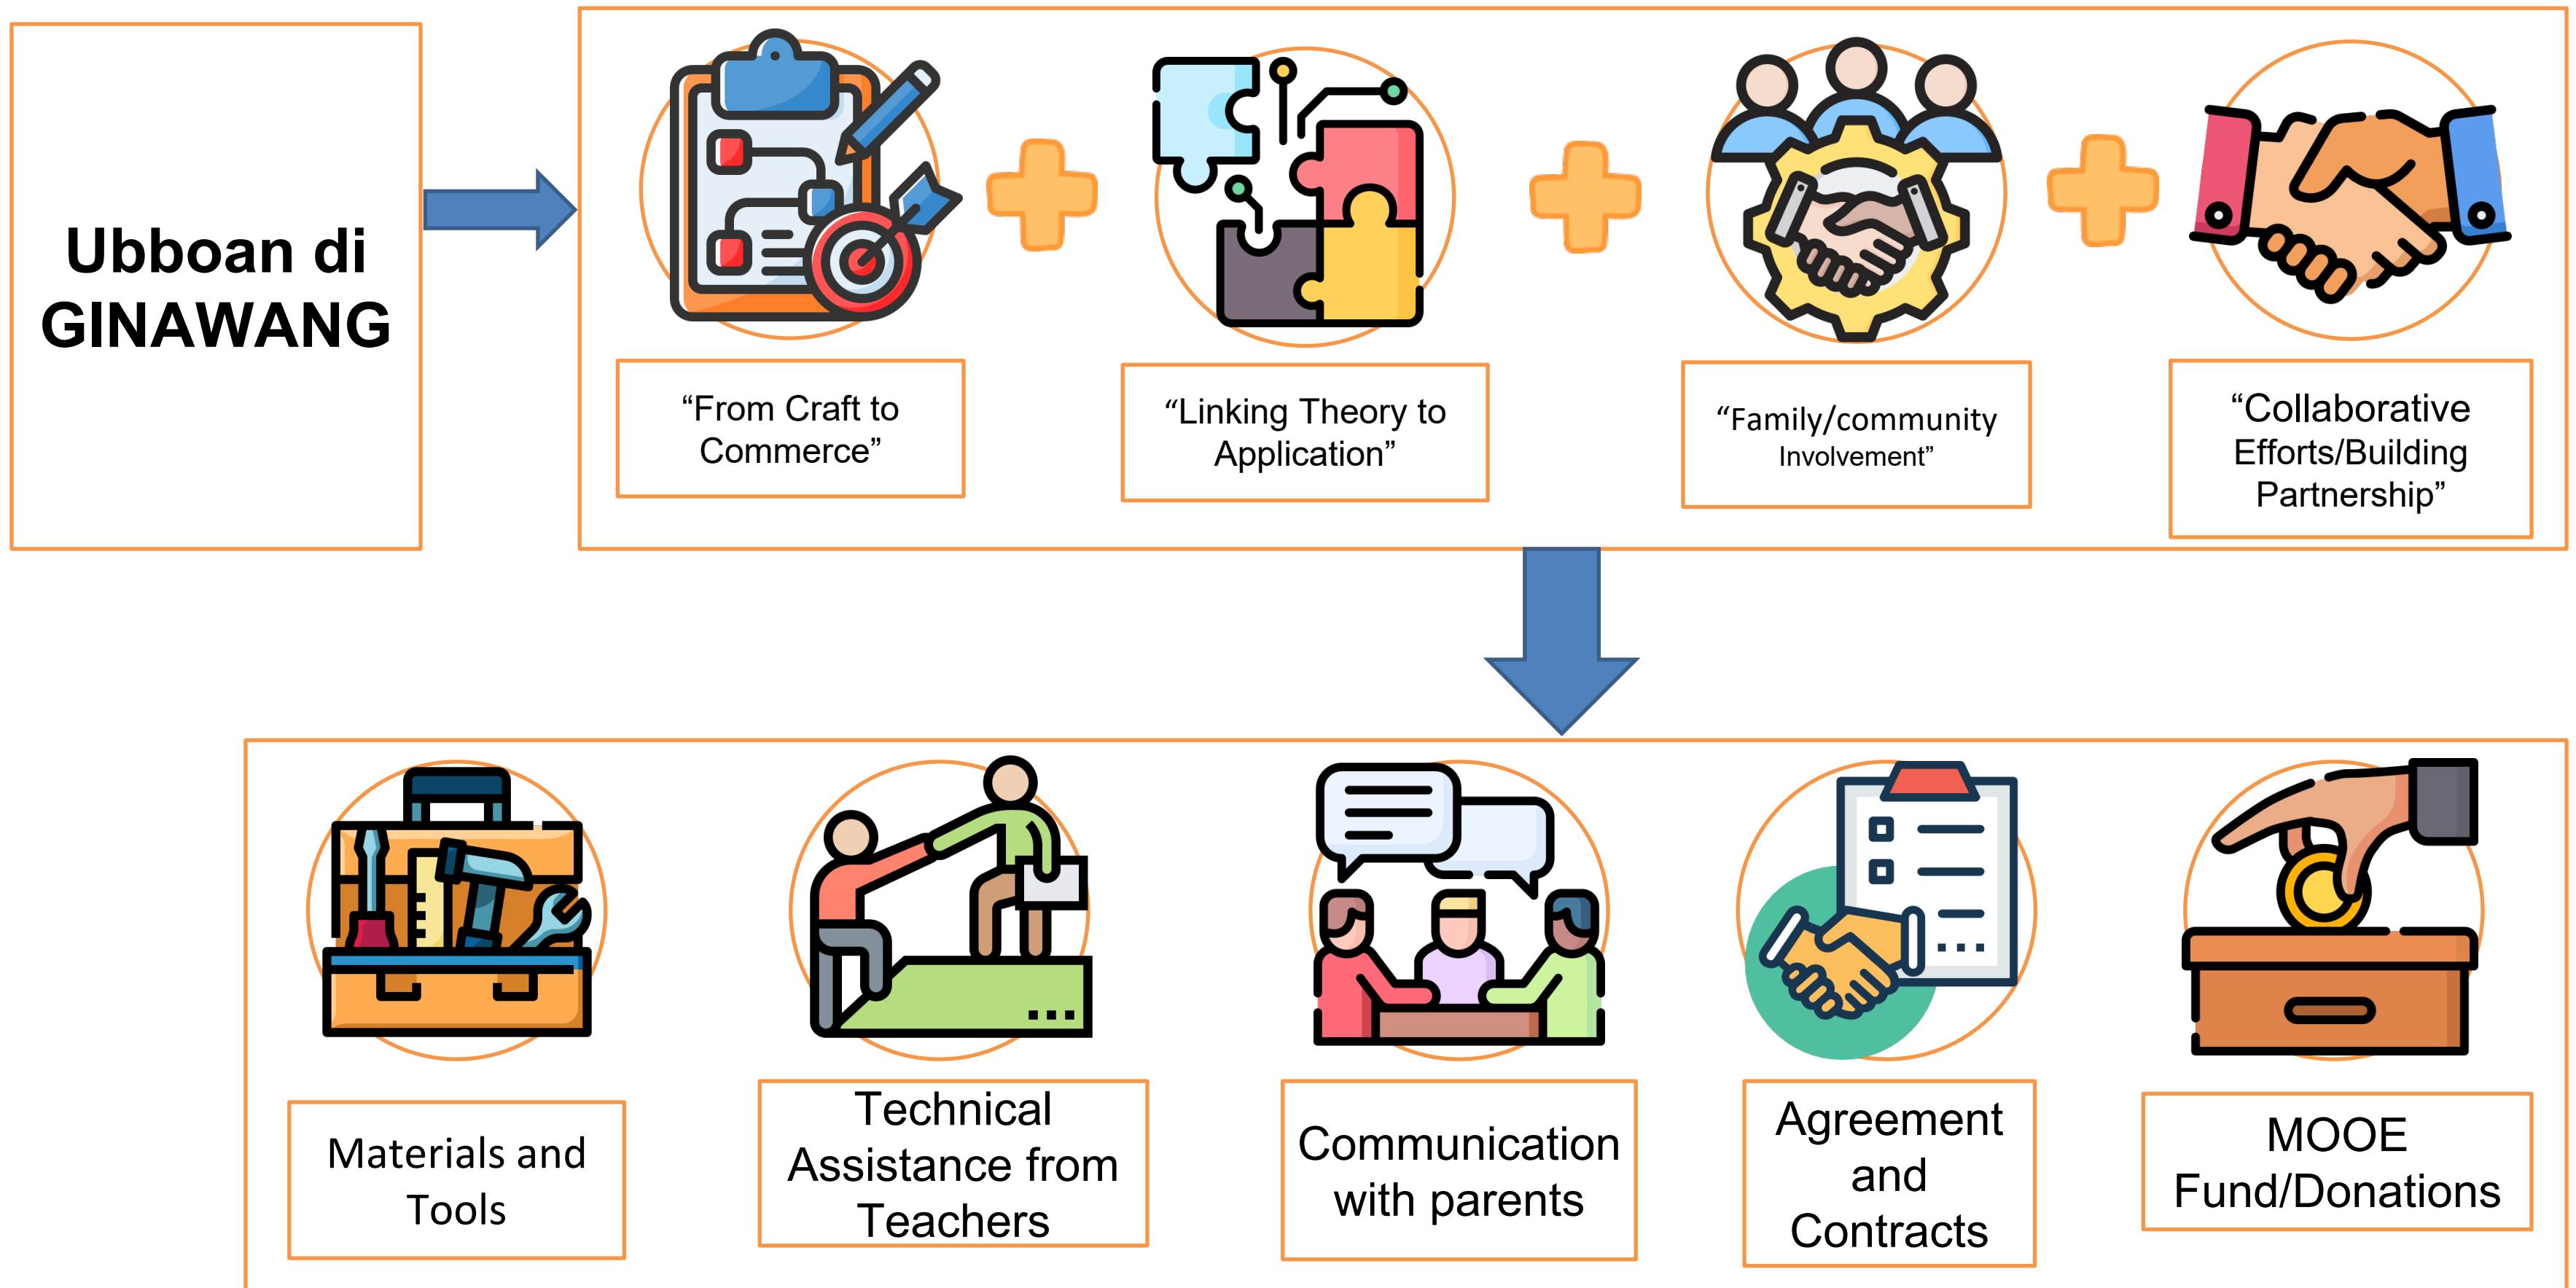 Ubboan di
GINAWANG
“From Craft to
Commerce”
“Linking Theory to
Application”
“Family/community
Involvement”
“Collaborative
Efforts/Building
Partnership”
Materials and
Tools
Technical
Assistance from
Teachers
Communication
with parents
Agreement
and
Contracts
MOOE
Fund/Donations